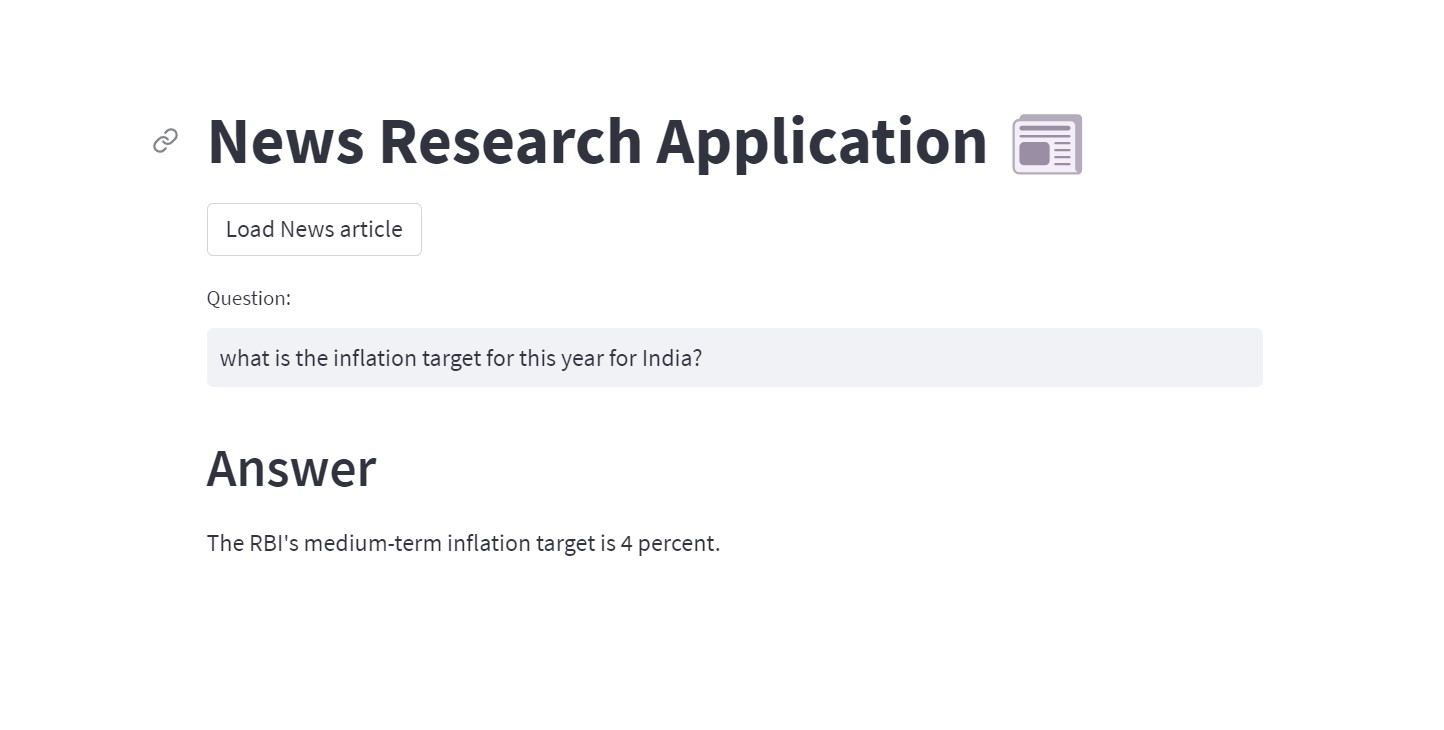 News Research Application
Load News article
Question:
what is the inflation target for this year for India?
Answer
The RBI's medium-term inflation target is 4 percent.